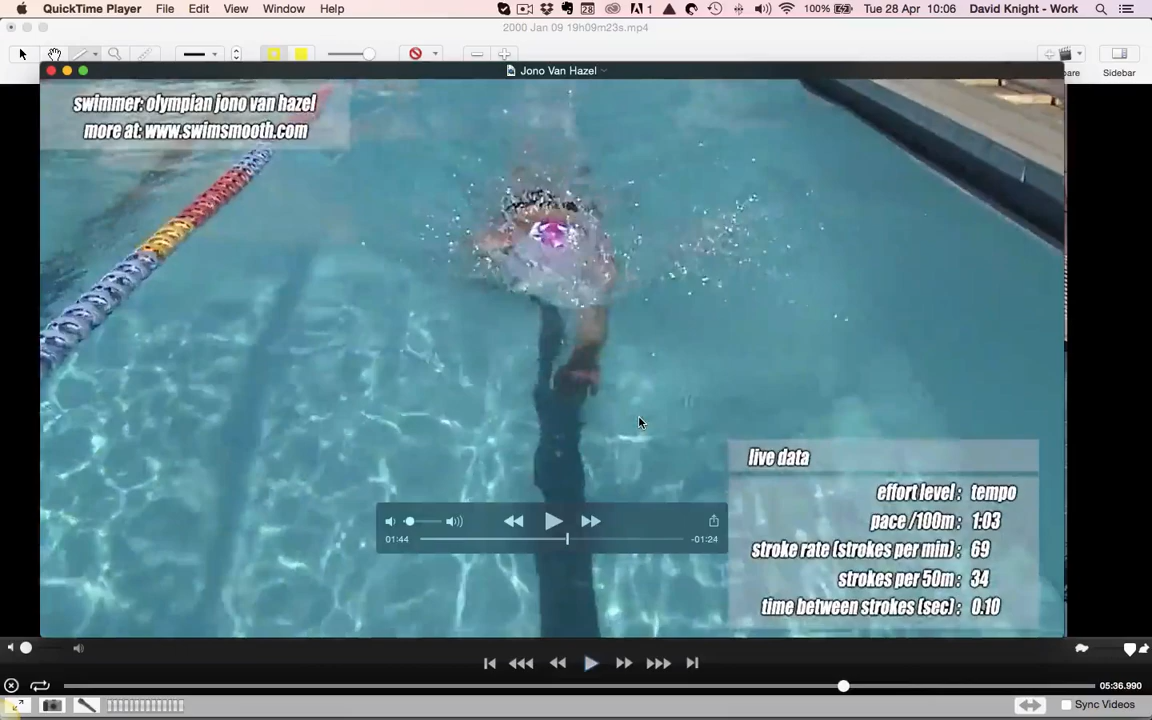 QuickTime Player File Edit View Window Help 28 1 100% Tue 28 Apr 10:06 David Knight - Work
2000 Jan 09 19h09m23s.mp4
Sidebar
Jono Van Hazel
swimmer: olympian jono van hazel
more at: www.swimsmooth.com
live data
effort level: tempo
pace /100m: 1:03
stroke rate (strokes per min): 69
strokes per 50m: 34
time between strokes (sec): 0.10
01:44 -01:24
05:36.990
Sync Videos